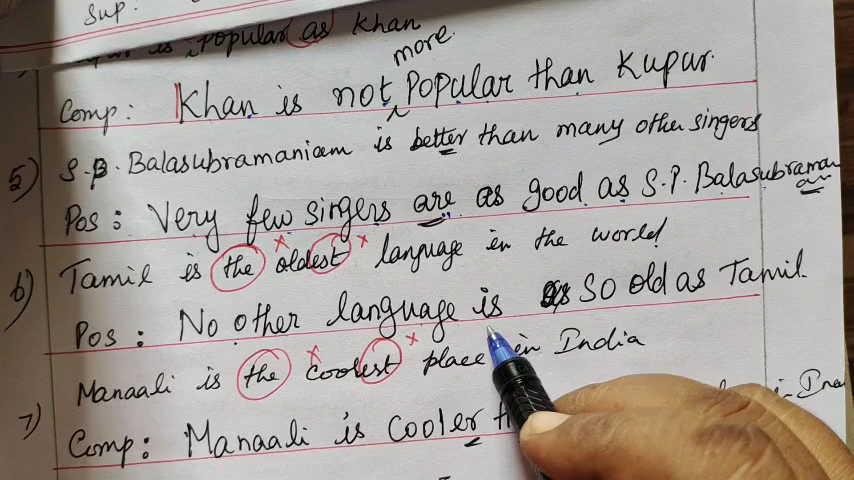 Sup:
is Popular as Khan
more
Comp: Khan is not ^ Popular than Kupur.
5) S.P. Balasubramaniam is better than many other singers
Pos: Very few singers are as good as S.P. Balasubraman
6) Tamil is the oldest language in the world
Pos: No other language is so old as Tamil.
7) Manaali is the coolest place in India
Comp: Manaali is cooler